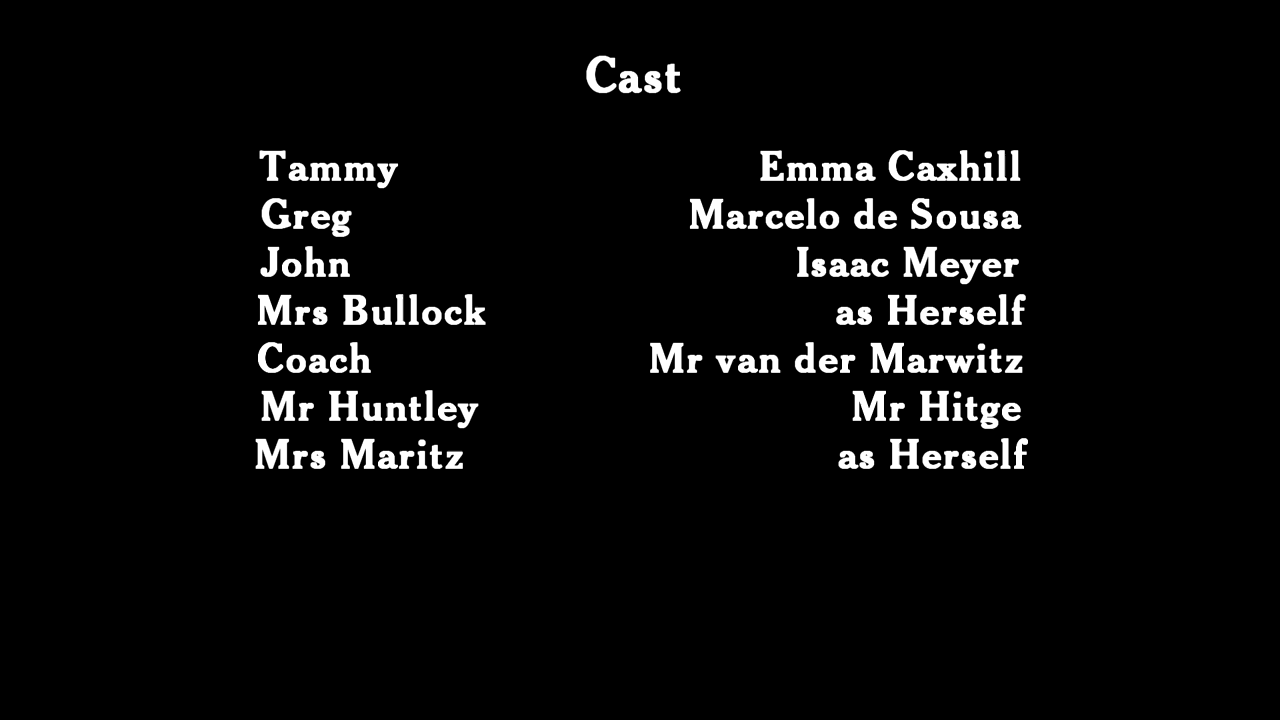 Cast
Tammy Emma Caxhill
Greg Marcelo de Sousa
John Isaac Meyer
Mrs Bullock as Herself
Coach Mr van der Marwitz
Mr Huntley Mr Hitge
Mrs Maritz as Herself